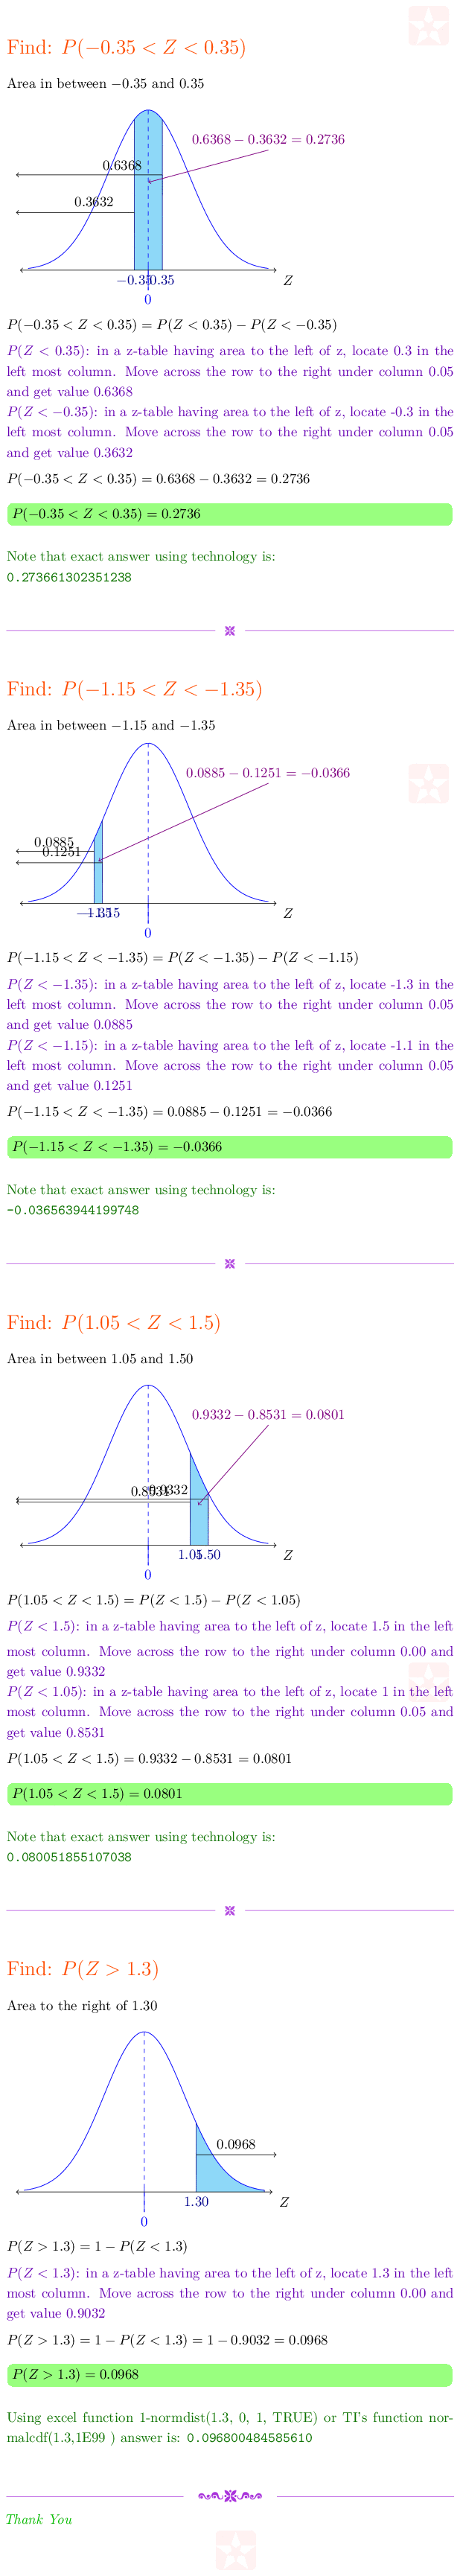 Find: P(−0.35 < Z < 0.35)
Area in between −0.35 and 0.35
0.6368 − 0.3632 = 0.2736
0.6368
0.3632
−0.35
0.35
Z
0
P(−0.35 < Z < 0.35) = P(Z < 0.35) − P(Z < −0.35)
P(Z < 0.35): in a z-table having area to the left of z, locate 0.3 in the
left most column. Move across the row to the right under column 0.05
and get value 0.6368
P(Z < −0.35): in a z-table having area to the left of z, locate -0.3 in the
left most column. Move across the row to the right under column 0.05
and get value 0.3632
P(−0.35 < Z < 0.35) = 0.6368 − 0.3632 = 0.2736
P(−0.35 < Z < 0.35) = 0.2736
Note that exact answer using technology is:
0.273661302351238
Find: P(−1.15 < Z < −1.35)
Area in between −1.15 and −1.35
0.0885 − 0.1251 = −0.0366
0.0885
0.1251
−1.35
−1.15
Z
0
P(−1.15 < Z < −1.35) = P(Z < −1.35) − P(Z < −1.15)
P(Z < −1.35): in a z-table having area to the left of z, locate -1.3 in the
left most column. Move across the row to the right under column 0.05
and get value 0.0885
P(Z < −1.15): in a z-table having area to the left of z, locate -1.1 in the
left most column. Move across the row to the right under column 0.05
and get value 0.1251
P(−1.15 < Z < −1.35) = 0.0885 − 0.1251 = −0.0366
P(−1.15 < Z < −1.35) = −0.0366
Note that exact answer using technology is:
-0.036563944199748
Find: P(1.05 < Z < 1.5)
Area in between 1.05 and 1.50
0.9332 − 0.8531 = 0.0801
0.9332
0.8531
1.05
1.50
Z
0
P(1.05 < Z < 1.5) = P(Z < 1.5) − P(Z < 1.05)
P(Z < 1.5): in a z-table having area to the left of z, locate 1.5 in the left
most column. Move across the row to the right under column 0.00 and
get value 0.9332
P(Z < 1.05): in a z-table having area to the left of z, locate 1 in the left
most column. Move across the row to the right under column 0.05 and
get value 0.8531
P(1.05 < Z < 1.5) = 0.9332 − 0.8531 = 0.0801
P(1.05 < Z < 1.5) = 0.0801
Note that exact answer using technology is:
0.080051855107038
Find: P(Z > 1.3)
Area to the right of 1.30
0.0968
1.30
Z
0
P(Z > 1.3) = 1 − P(Z < 1.3)
P(Z < 1.3): in a z-table having area to the left of z, locate 1.3 in the left
most column. Move across the row to the right under column 0.00 and
get value 0.9032
P(Z > 1.3) = 1 − P(Z < 1.3) = 1 − 0.9032 = 0.0968
P(Z > 1.3) = 0.0968
Using excel function 1-normdist(1.3, 0, 1, TRUE) or TI's function nor-
malcdf(1.3,1E99 ) answer is: 0.096800484585610
Thank You